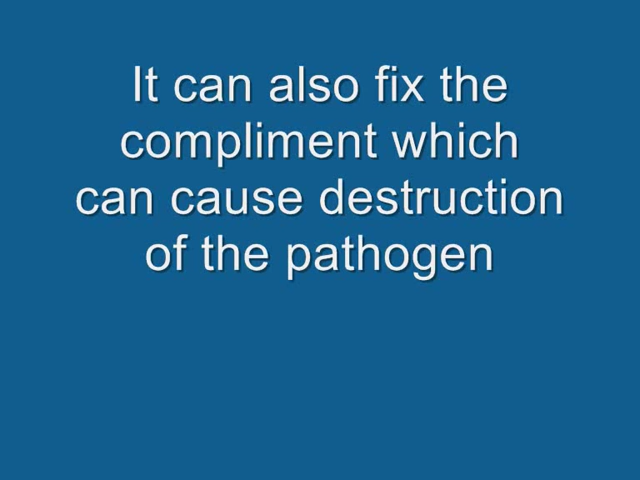 It can also fix the
compliment which
can cause destruction
of the pathogen